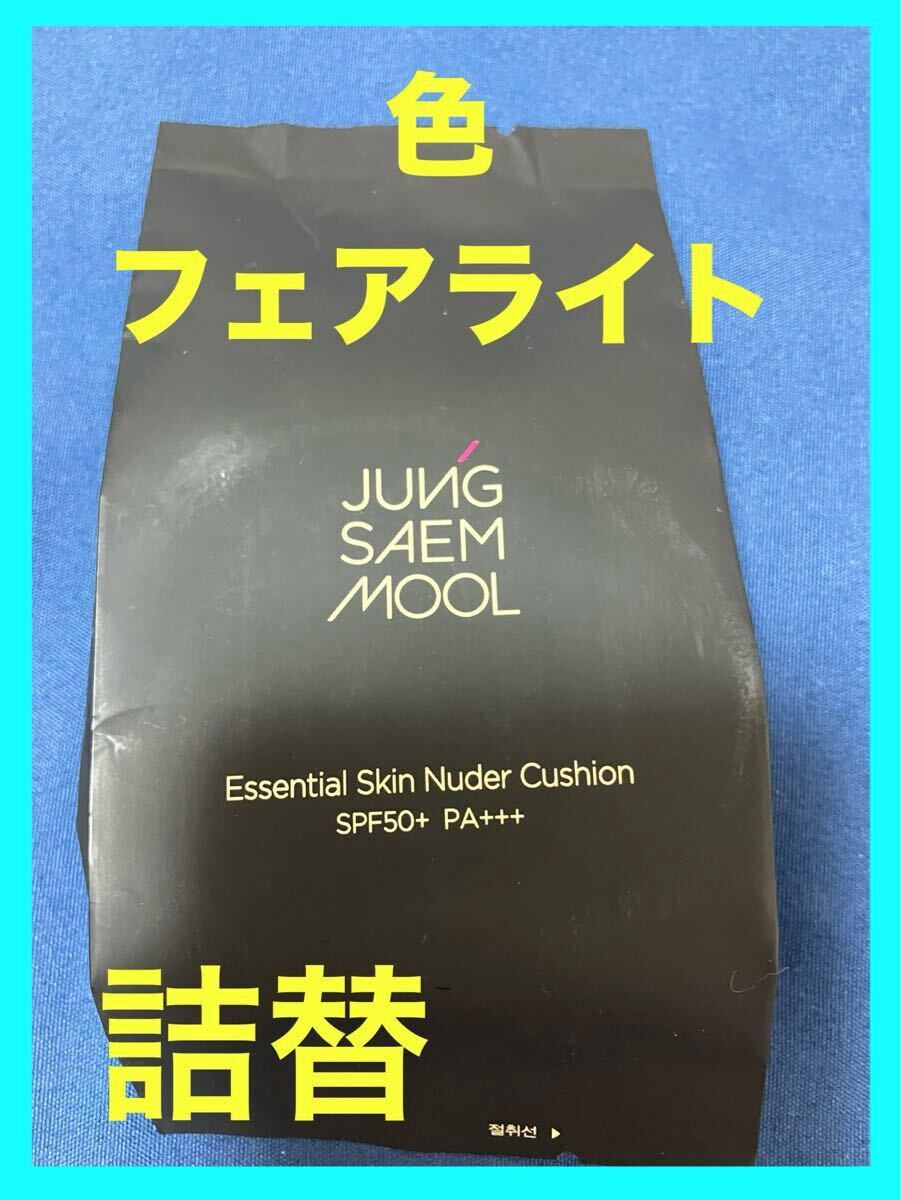 色
フェアライト
JUNG
SAEM
MOOL
Essential Skin Nuder Cushion
SPF50+ PA+++
詰替
절취선 ▶